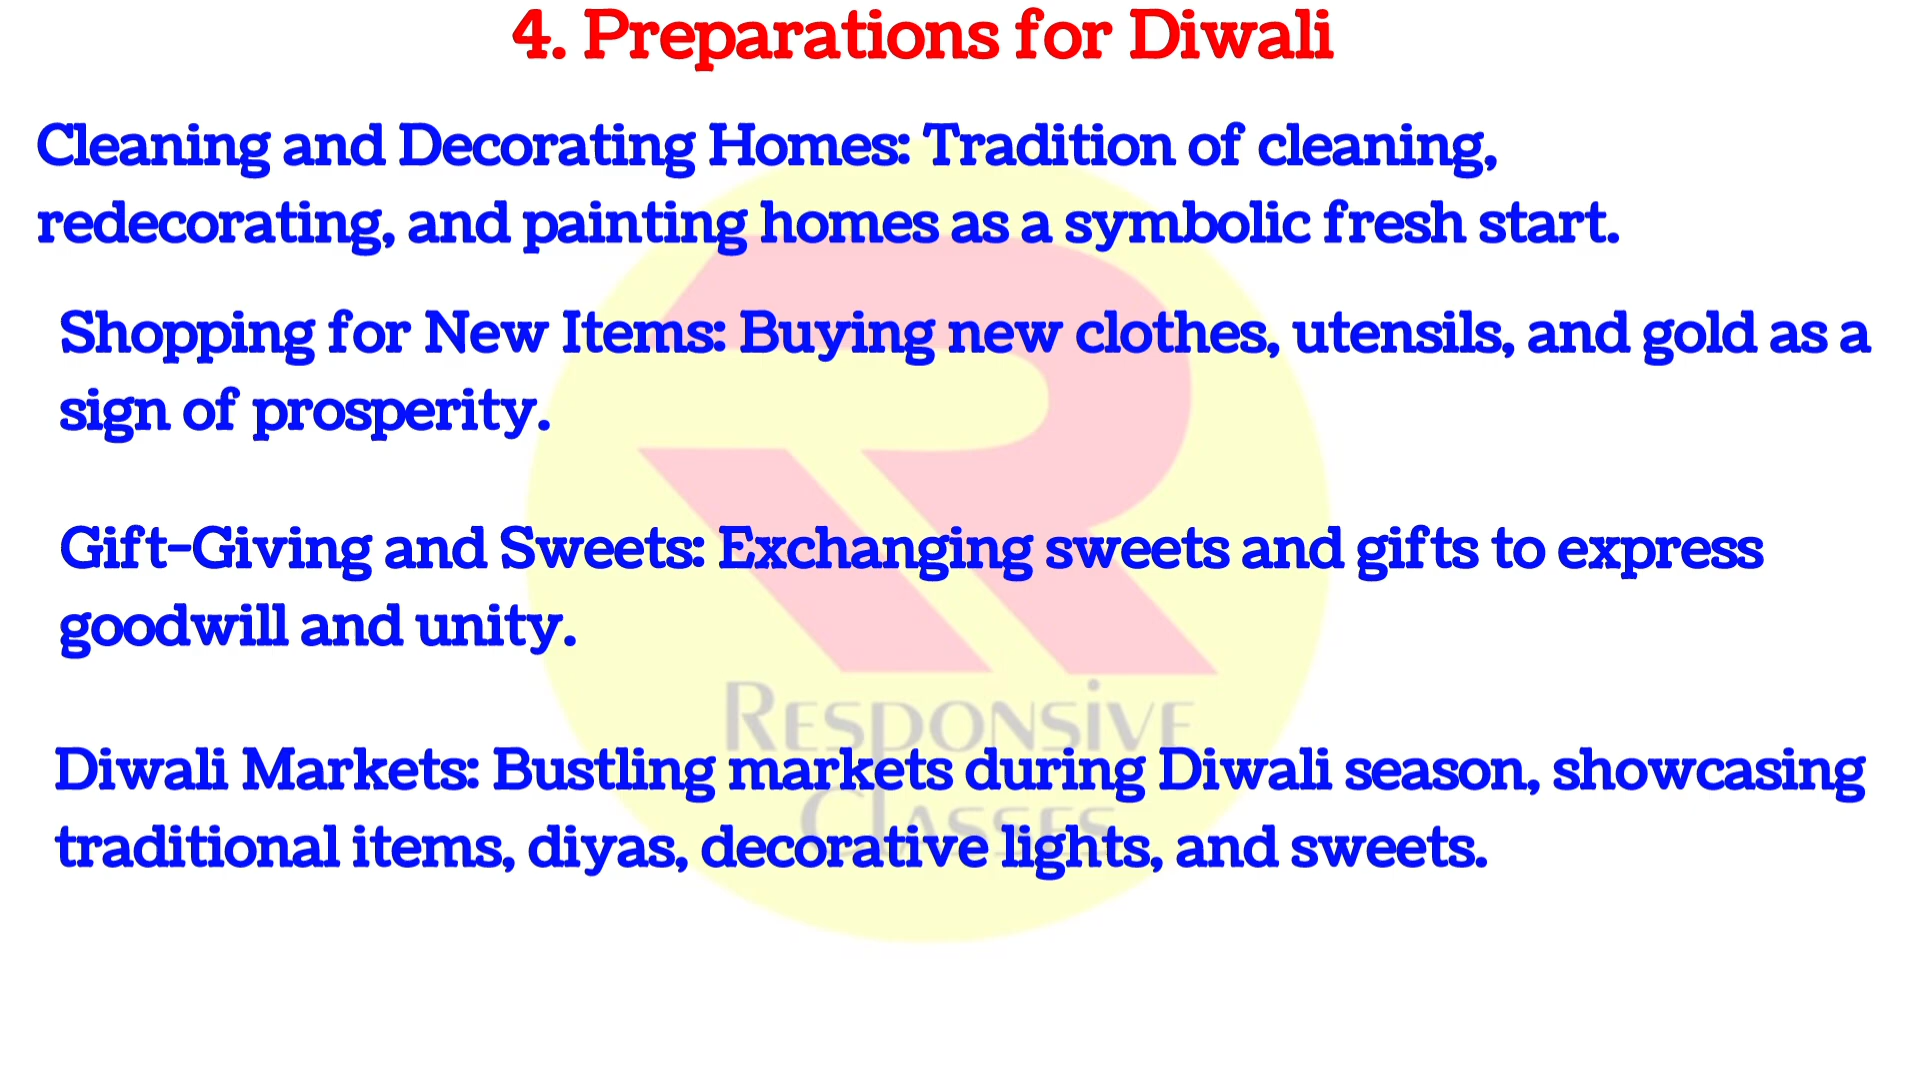 4. Preparations for Diwali
Cleaning and Decorating Homes: Tradition of cleaning,
redecorating, and painting homes as a symbolic fresh start.
Shopping for New Items: Buying new clothes, utensils, and gold as a
sign of prosperity.
Gift-Giving and Sweets: Exchanging sweets and gifts to express
goodwill and unity.
Responsive
Diwali Markets: Bustling markets during Diwali season, showcasing
Classes
traditional items, diyas, decorative lights, and sweets.